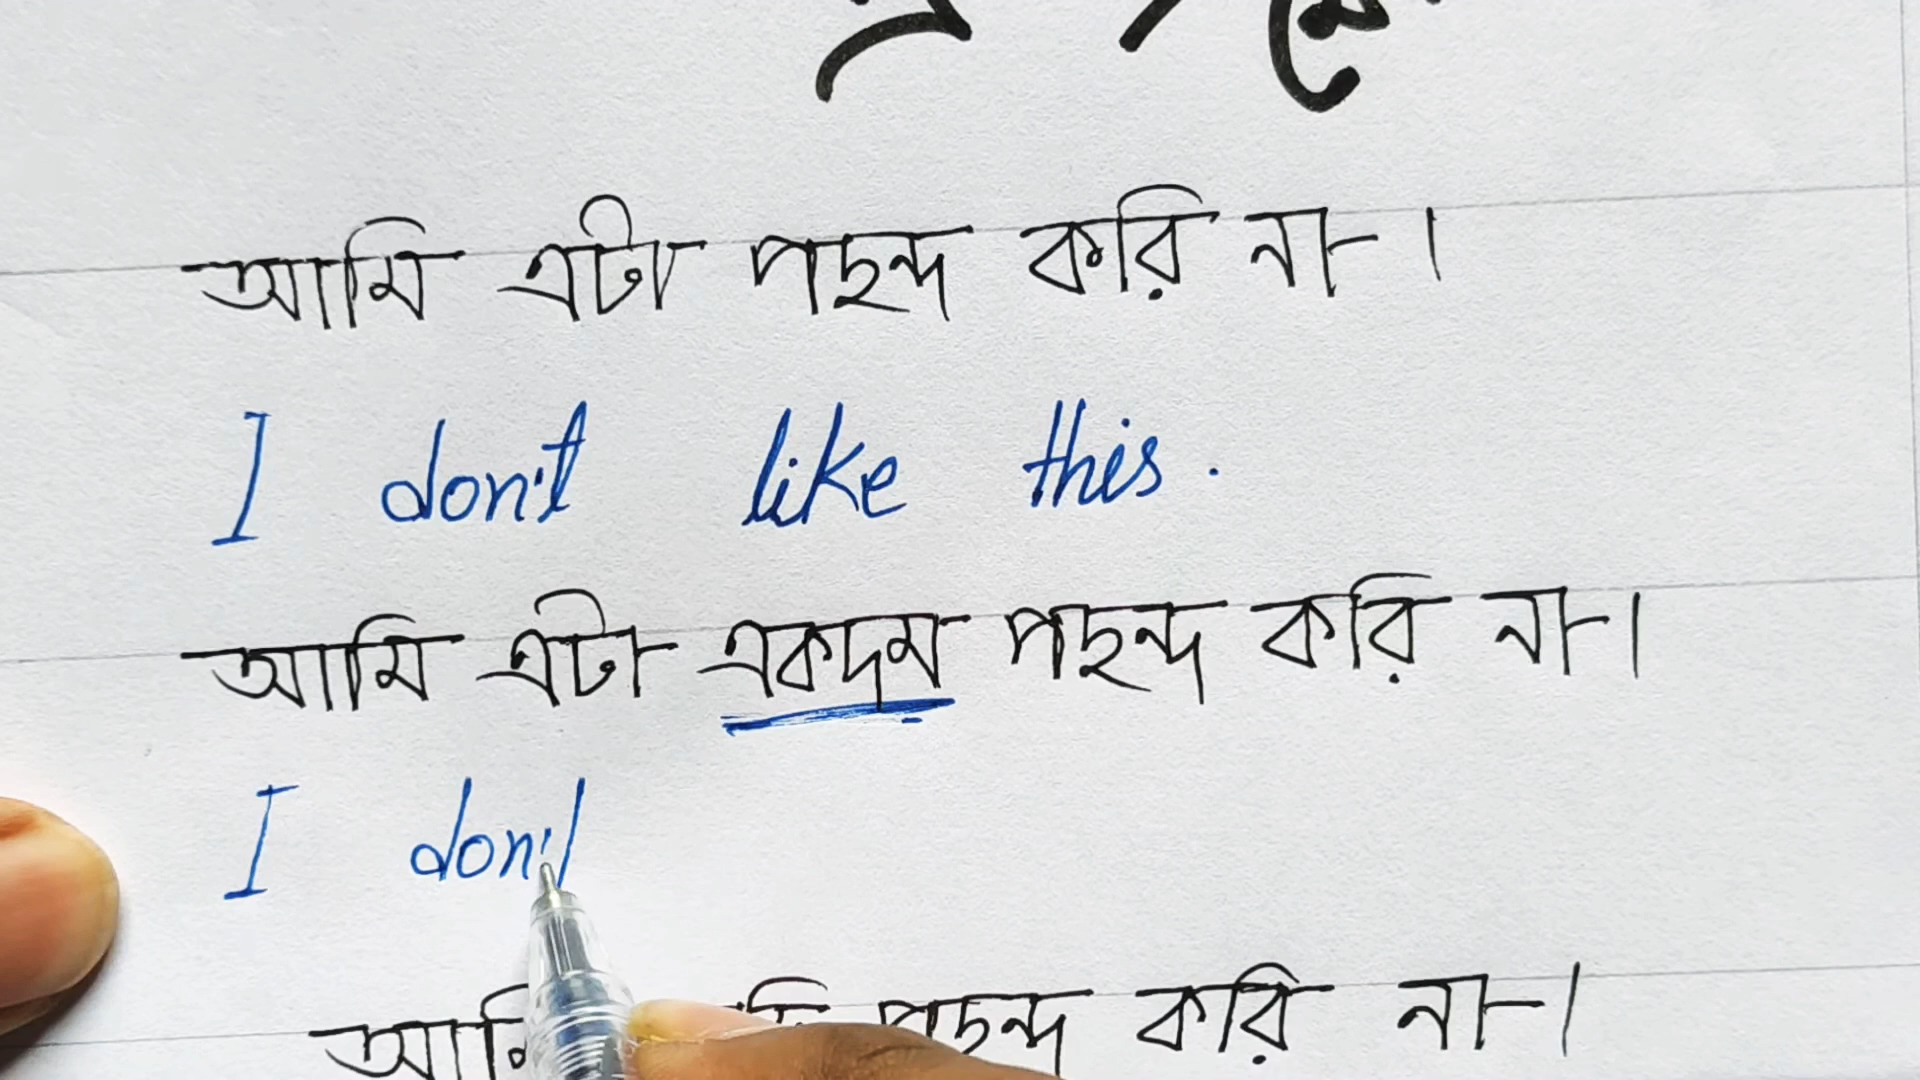 আমি এটা পছন্দ করি না।
I don't like this.
আমি এটা একদম পছন্দ করি না।
I don't
পছন্দ করি না।